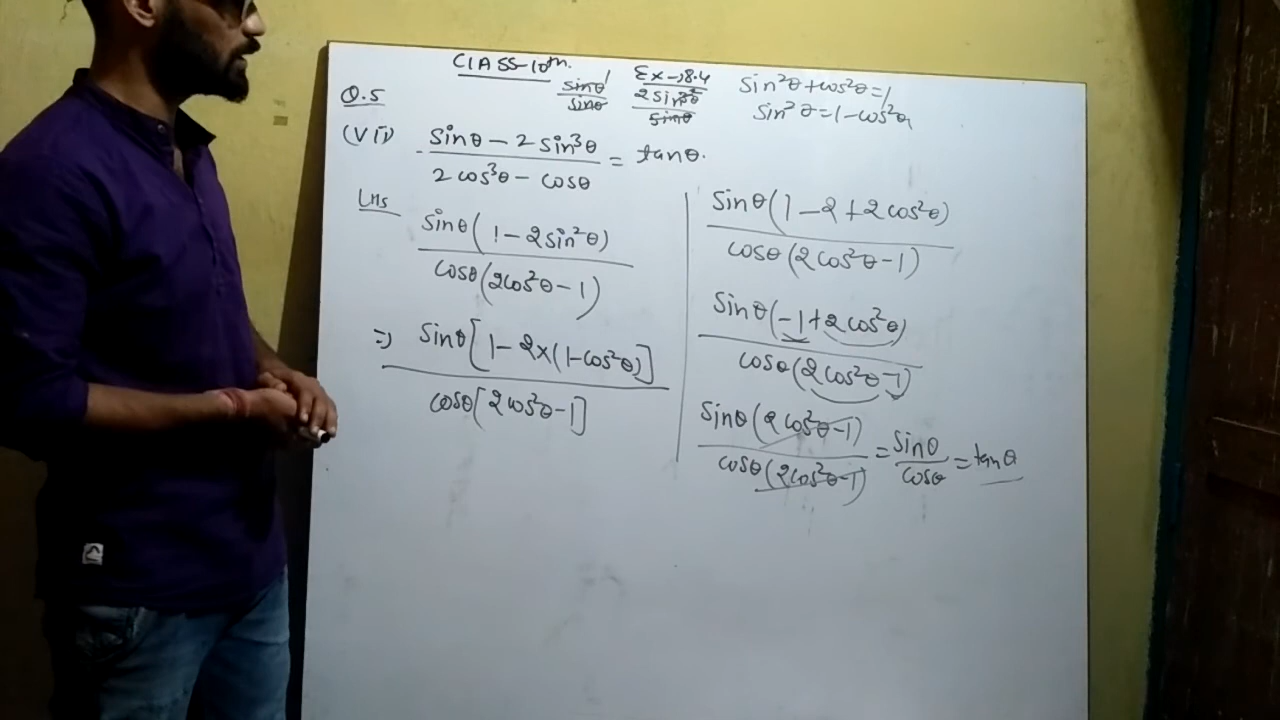 CLASS-10th.
Ex-8.4
Q.5
sinθ/sinθ
2sin³θ/sinθ
sin²θ+cos²θ=1
sin²θ=1-cos²θ
(vii) (sinθ-2sin³θ)/(2cos³θ-cosθ) = tanθ.
LHS
sinθ(1-2sin²θ)
cosθ(2cos²θ-1)
=> sinθ[1-2×(1-cos²θ)]
cosθ[2cos²θ-1]
sinθ(1-2+2cos²θ)
cosθ(2cos²θ-1)
sinθ(-1+2cos²θ)
cosθ(2cos²θ-1)
sinθ(2cos²θ-1)/cosθ(2cos²θ-1) = sinθ/cosθ = tanθ